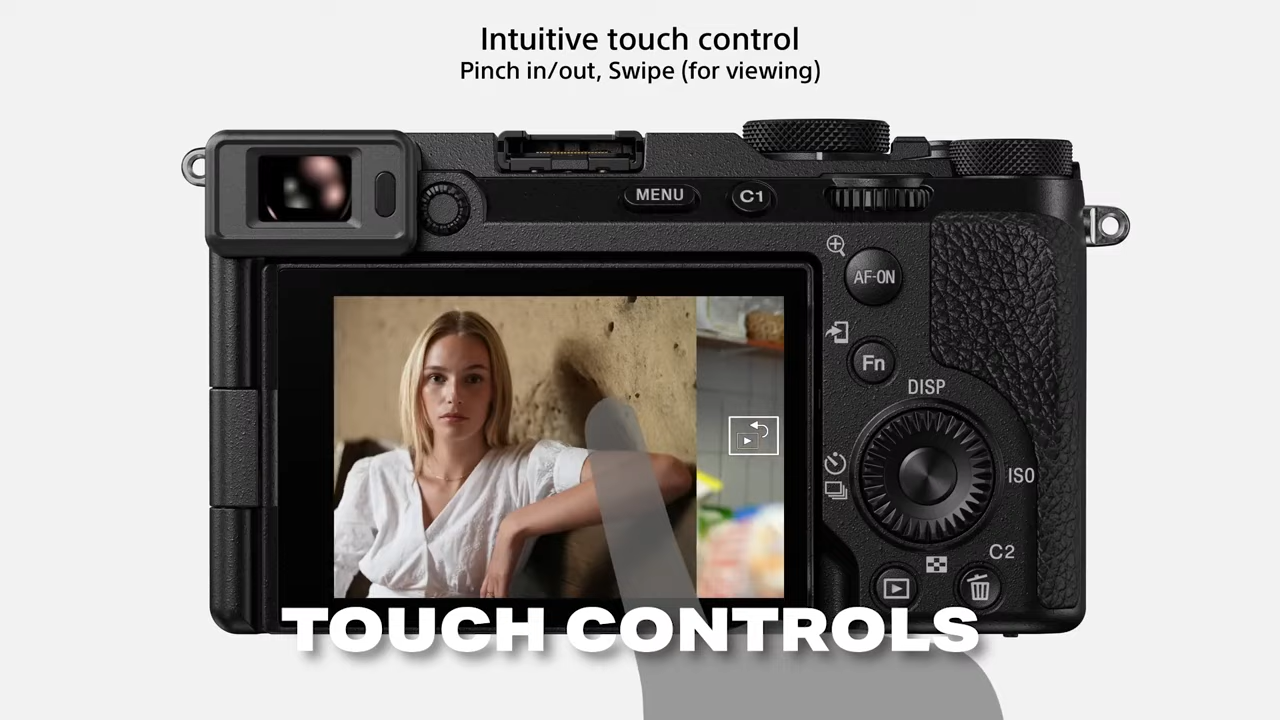 Intuitive touch control
Pinch in/out, Swipe (for viewing)
MENU
C1
AF-ON
Fn
DISP
ISO
C2
TOUCH CONTROLS